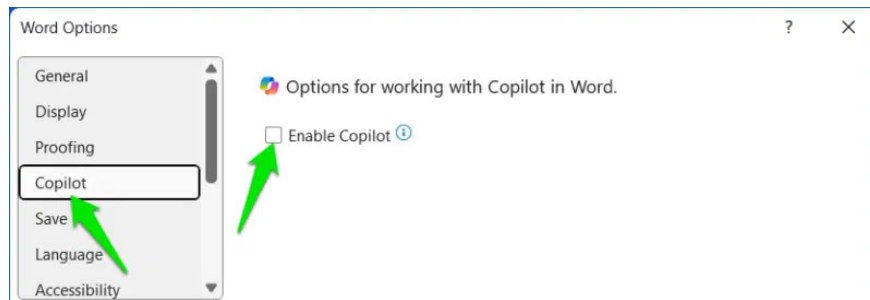 Word Options
General
Display
Proofing
Copilot
Save
Language
Accessibility
Options for working with Copilot in Word.
Enable Copilot